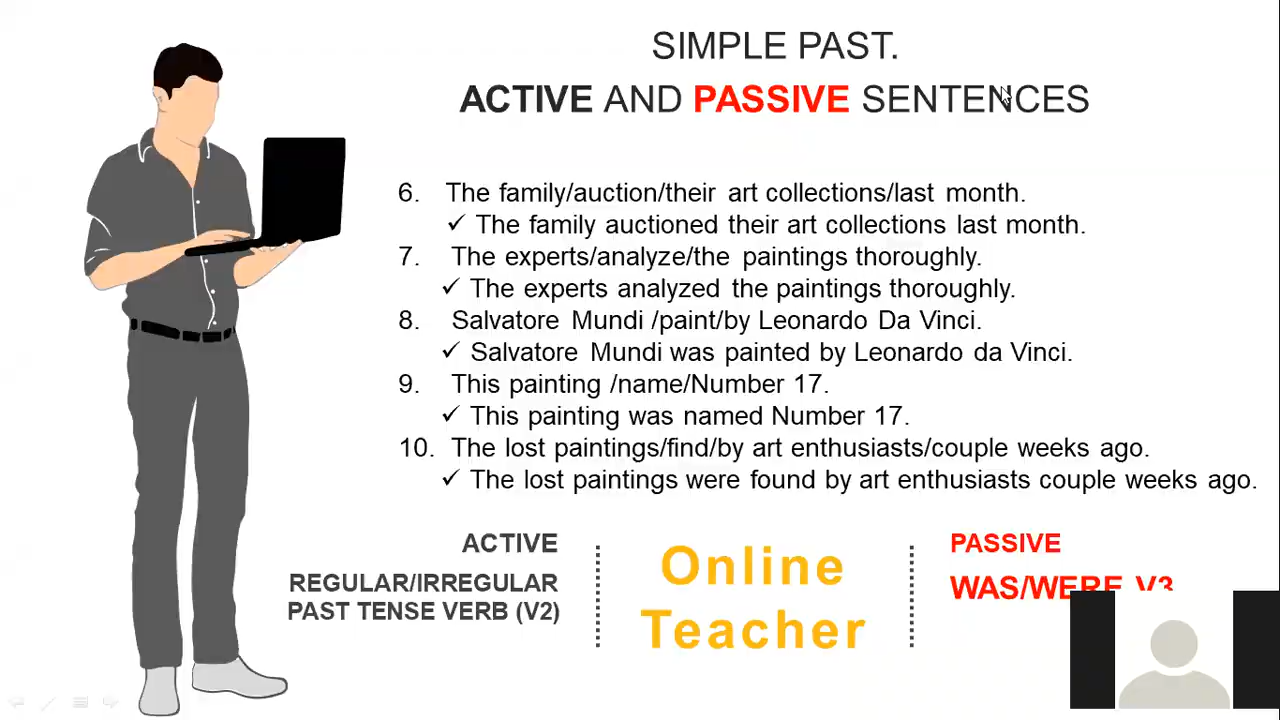 SIMPLE PAST.
ACTIVE AND PASSIVE SENTENCES
6. The family/auction/their art collections/last month.
✓ The family auctioned their art collections last month.
7. The experts/analyze/the paintings thoroughly.
✓ The experts analyzed the paintings thoroughly.
8. Salvatore Mundi /paint/by Leonardo Da Vinci.
✓ Salvatore Mundi was painted by Leonardo da Vinci.
9. This painting /name/Number 17.
✓ This painting was named Number 17.
10. The lost paintings/find/by art enthusiasts/couple weeks ago.
✓ The lost paintings were found by art enthusiasts couple weeks ago.
ACTIVE
REGULAR/IRREGULAR
PAST TENSE VERB (V2)
Online
Teacher
PASSIVE
WAS/WERE V3